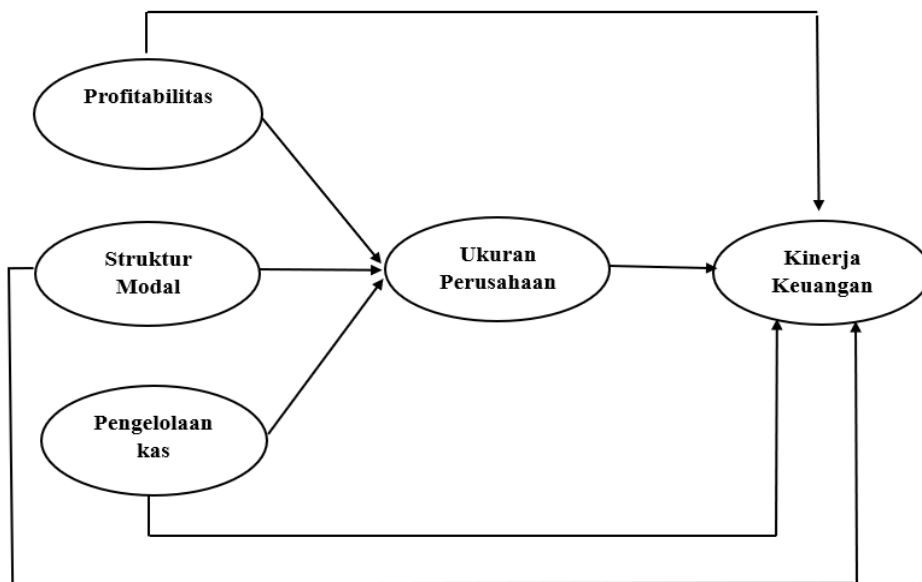 Profitabilitas
Struktur
Modal
Ukuran
Perusahaan
Kinerja
Keuangan
Pengelolaan
kas